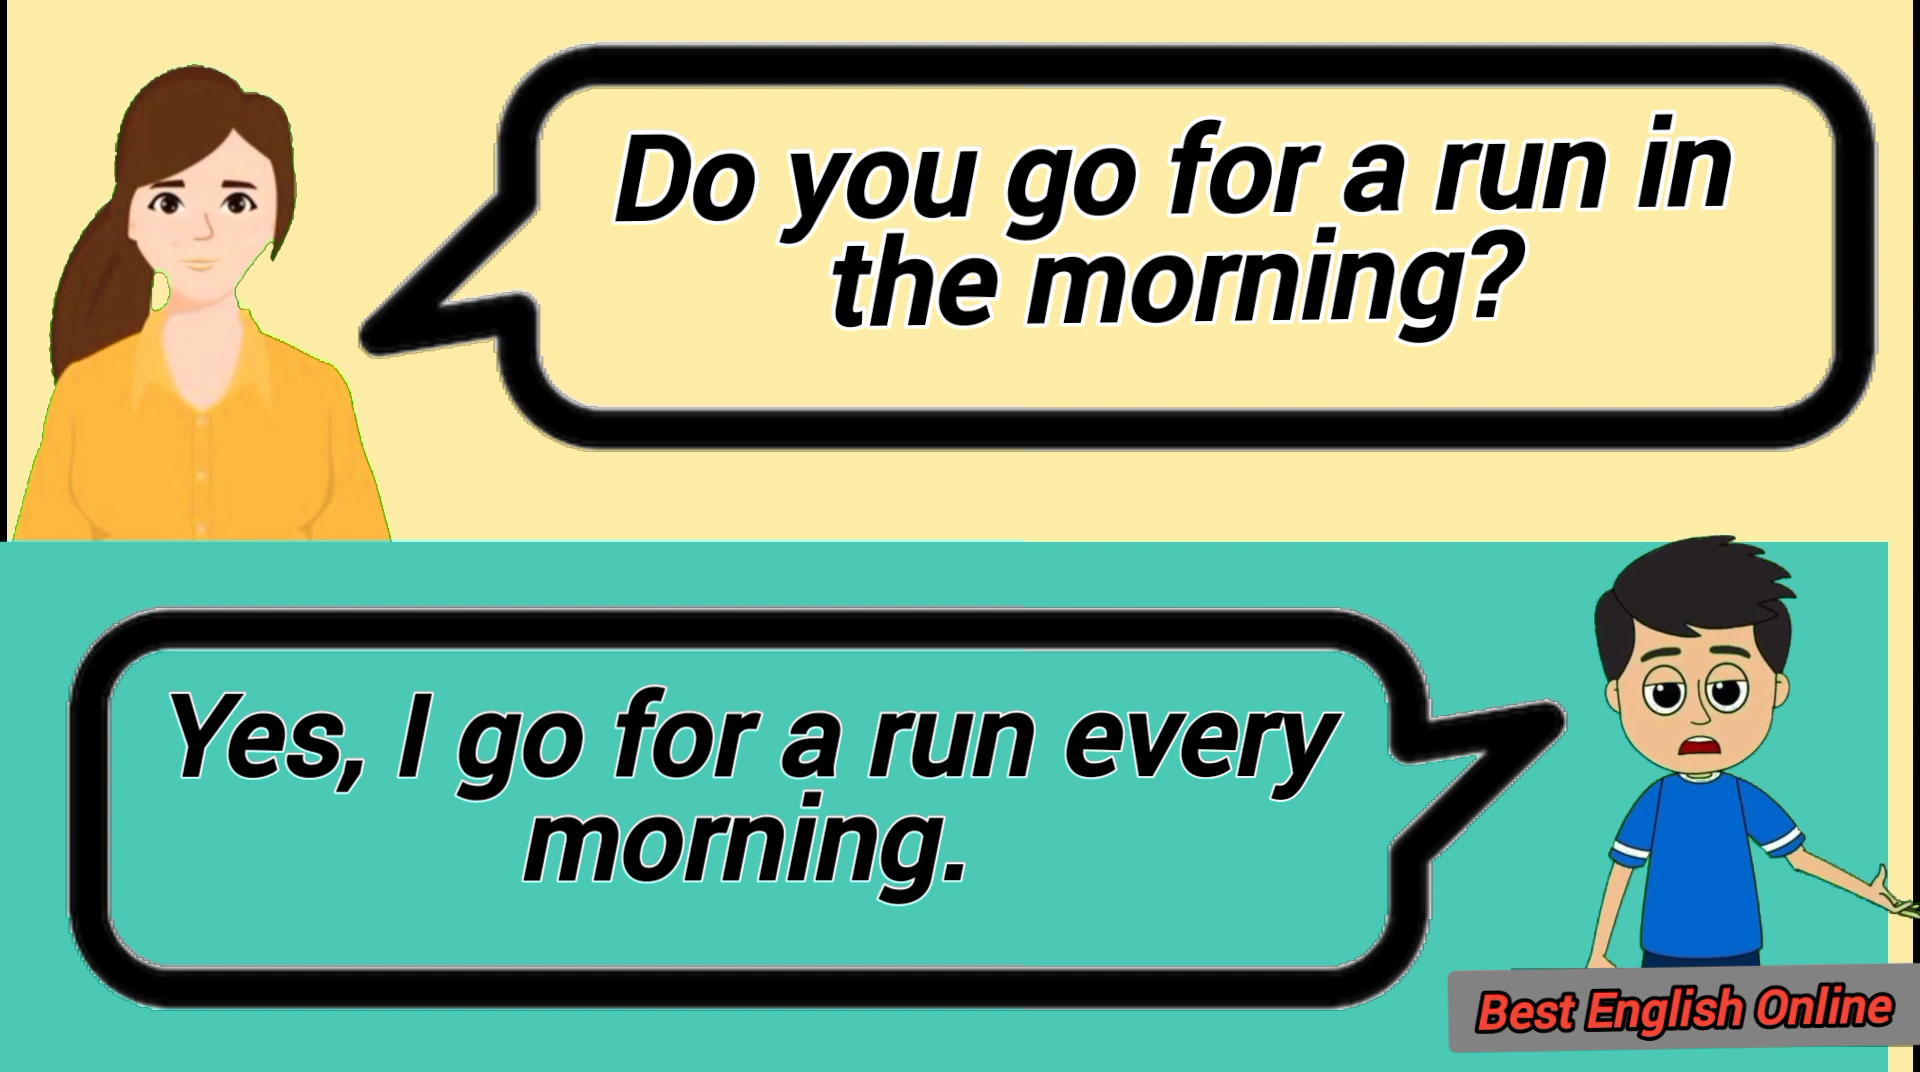 Do you go for a run in
the morning?
Yes, I go for a run every
morning.
Best English Online